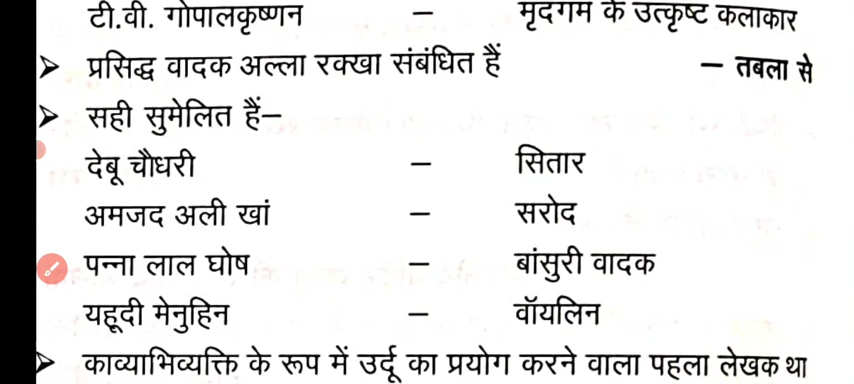 टी.वी. गोपालकृष्णन – मृदगम के उत्कृष्ट कलाकार
➤ प्रसिद्ध वादक अल्ला रक्खा संबंधित हैं – तबला से
➤ सही सुमेलित हैं–
देबू चौधरी – सितार
अमजद अली खां – सरोद
पन्ना लाल घोष – बांसुरी वादक
यहूदी मेनुहिन – वॉयलिन
➤ काव्याभिव्यक्ति के रूप में उर्दू का प्रयोग करने वाला पहला लेखक था